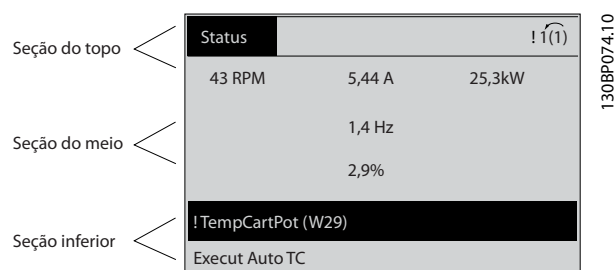 Seção do topo
Status
! 1(1)
43 RPM 5,44 A 25,3kW
Seção do meio
1,4 Hz
2,9%
! TempCartPot (W29)
Seção inferior
Execut Auto TC
130BP074.10